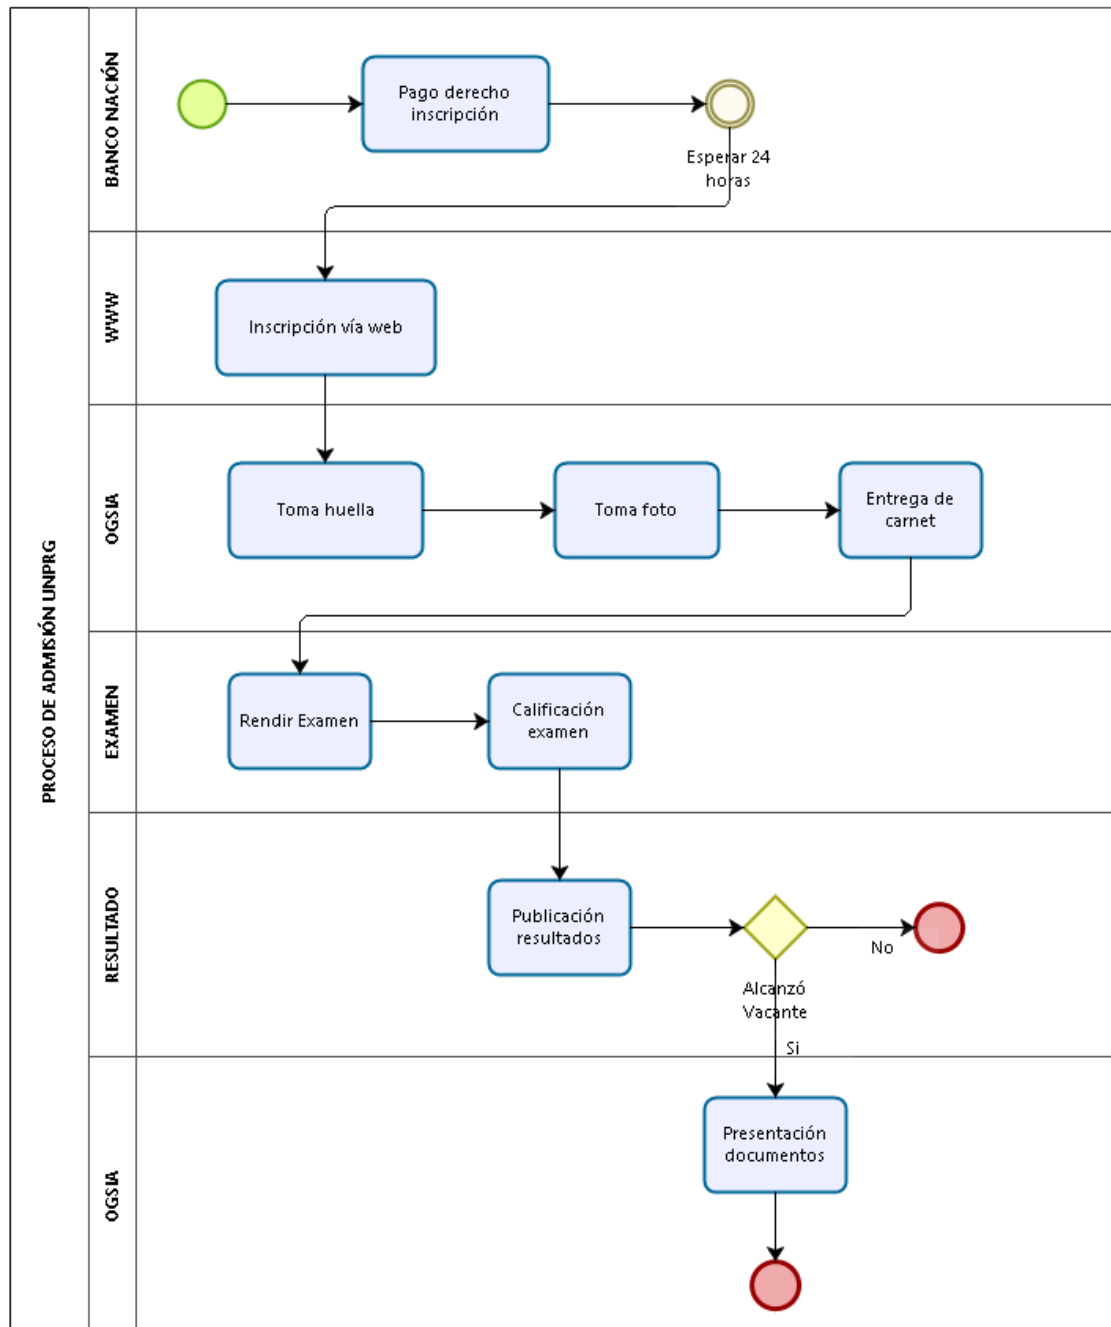 PROCESO DE ADMISIÓN UNPRG
BANCO NACIÓN
Pago derecho
inscripción
Esperar 24
horas
WWW
Inscripción vía web
OGSIA
Toma huella
Toma foto
Entrega de
carnet
EXAMEN
Rendir Examen
Calificación
examen
RESULTADO
Publicación
resultados
Alcanzó
Vacante
No
Si
OGSIA
Presentación
documentos